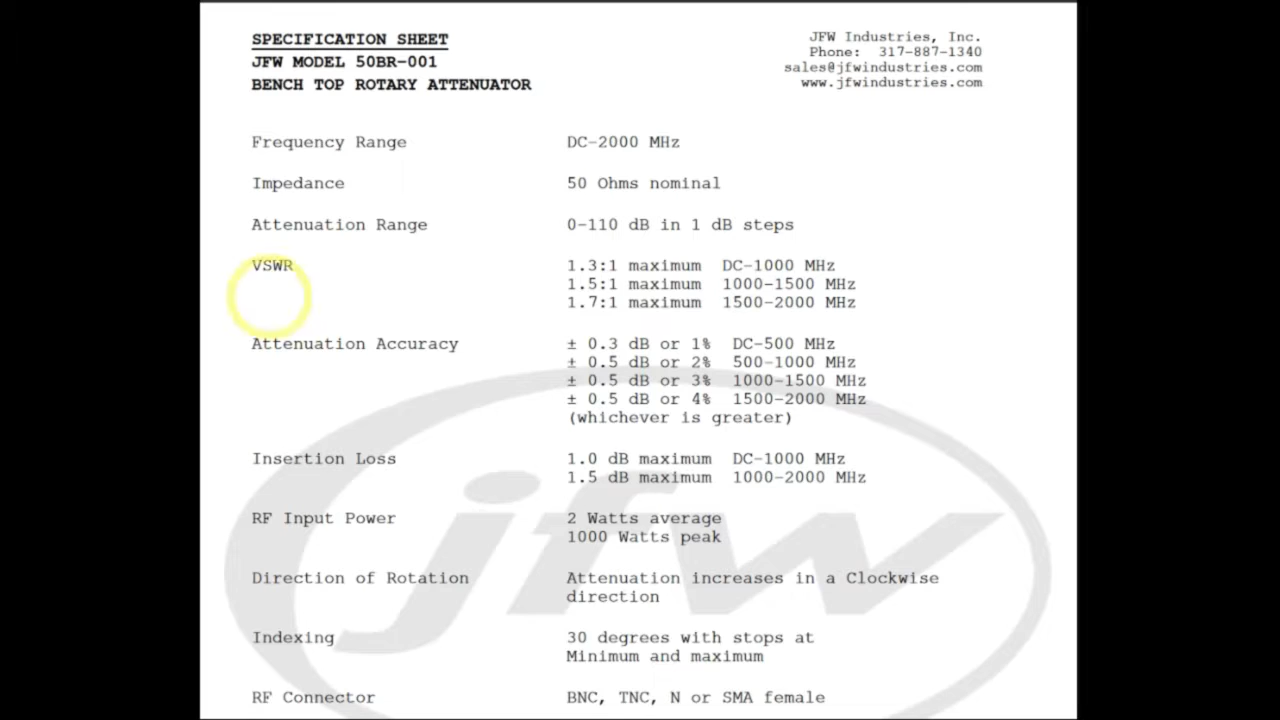 SPECIFICATION SHEET
JFW MODEL 50BR-001
BENCH TOP ROTARY ATTENUATOR
JFW Industries, Inc.
Phone: 317-887-1340
sales@jfwindustries.com
www.jfwindustries.com
Frequency Range DC-2000 MHz
Impedance 50 Ohms nominal
Attenuation Range 0-110 dB in 1 dB steps
VSWR 1.3:1 maximum DC-1000 MHz
1.5:1 maximum 1000-1500 MHz
1.7:1 maximum 1500-2000 MHz
Attenuation Accuracy ± 0.3 dB or 1% DC-500 MHz
± 0.5 dB or 2% 500-1000 MHz
± 0.5 dB or 3% 1000-1500 MHz
± 0.5 dB or 4% 1500-2000 MHz
(whichever is greater)
Insertion Loss 1.0 dB maximum DC-1000 MHz
1.5 dB maximum 1000-2000 MHz
RF Input Power 2 Watts average
1000 Watts peak
Direction of Rotation Attenuation increases in a Clockwise
direction
Indexing 30 degrees with stops at
Minimum and maximum
RF Connector BNC, TNC, N or SMA female
jfw